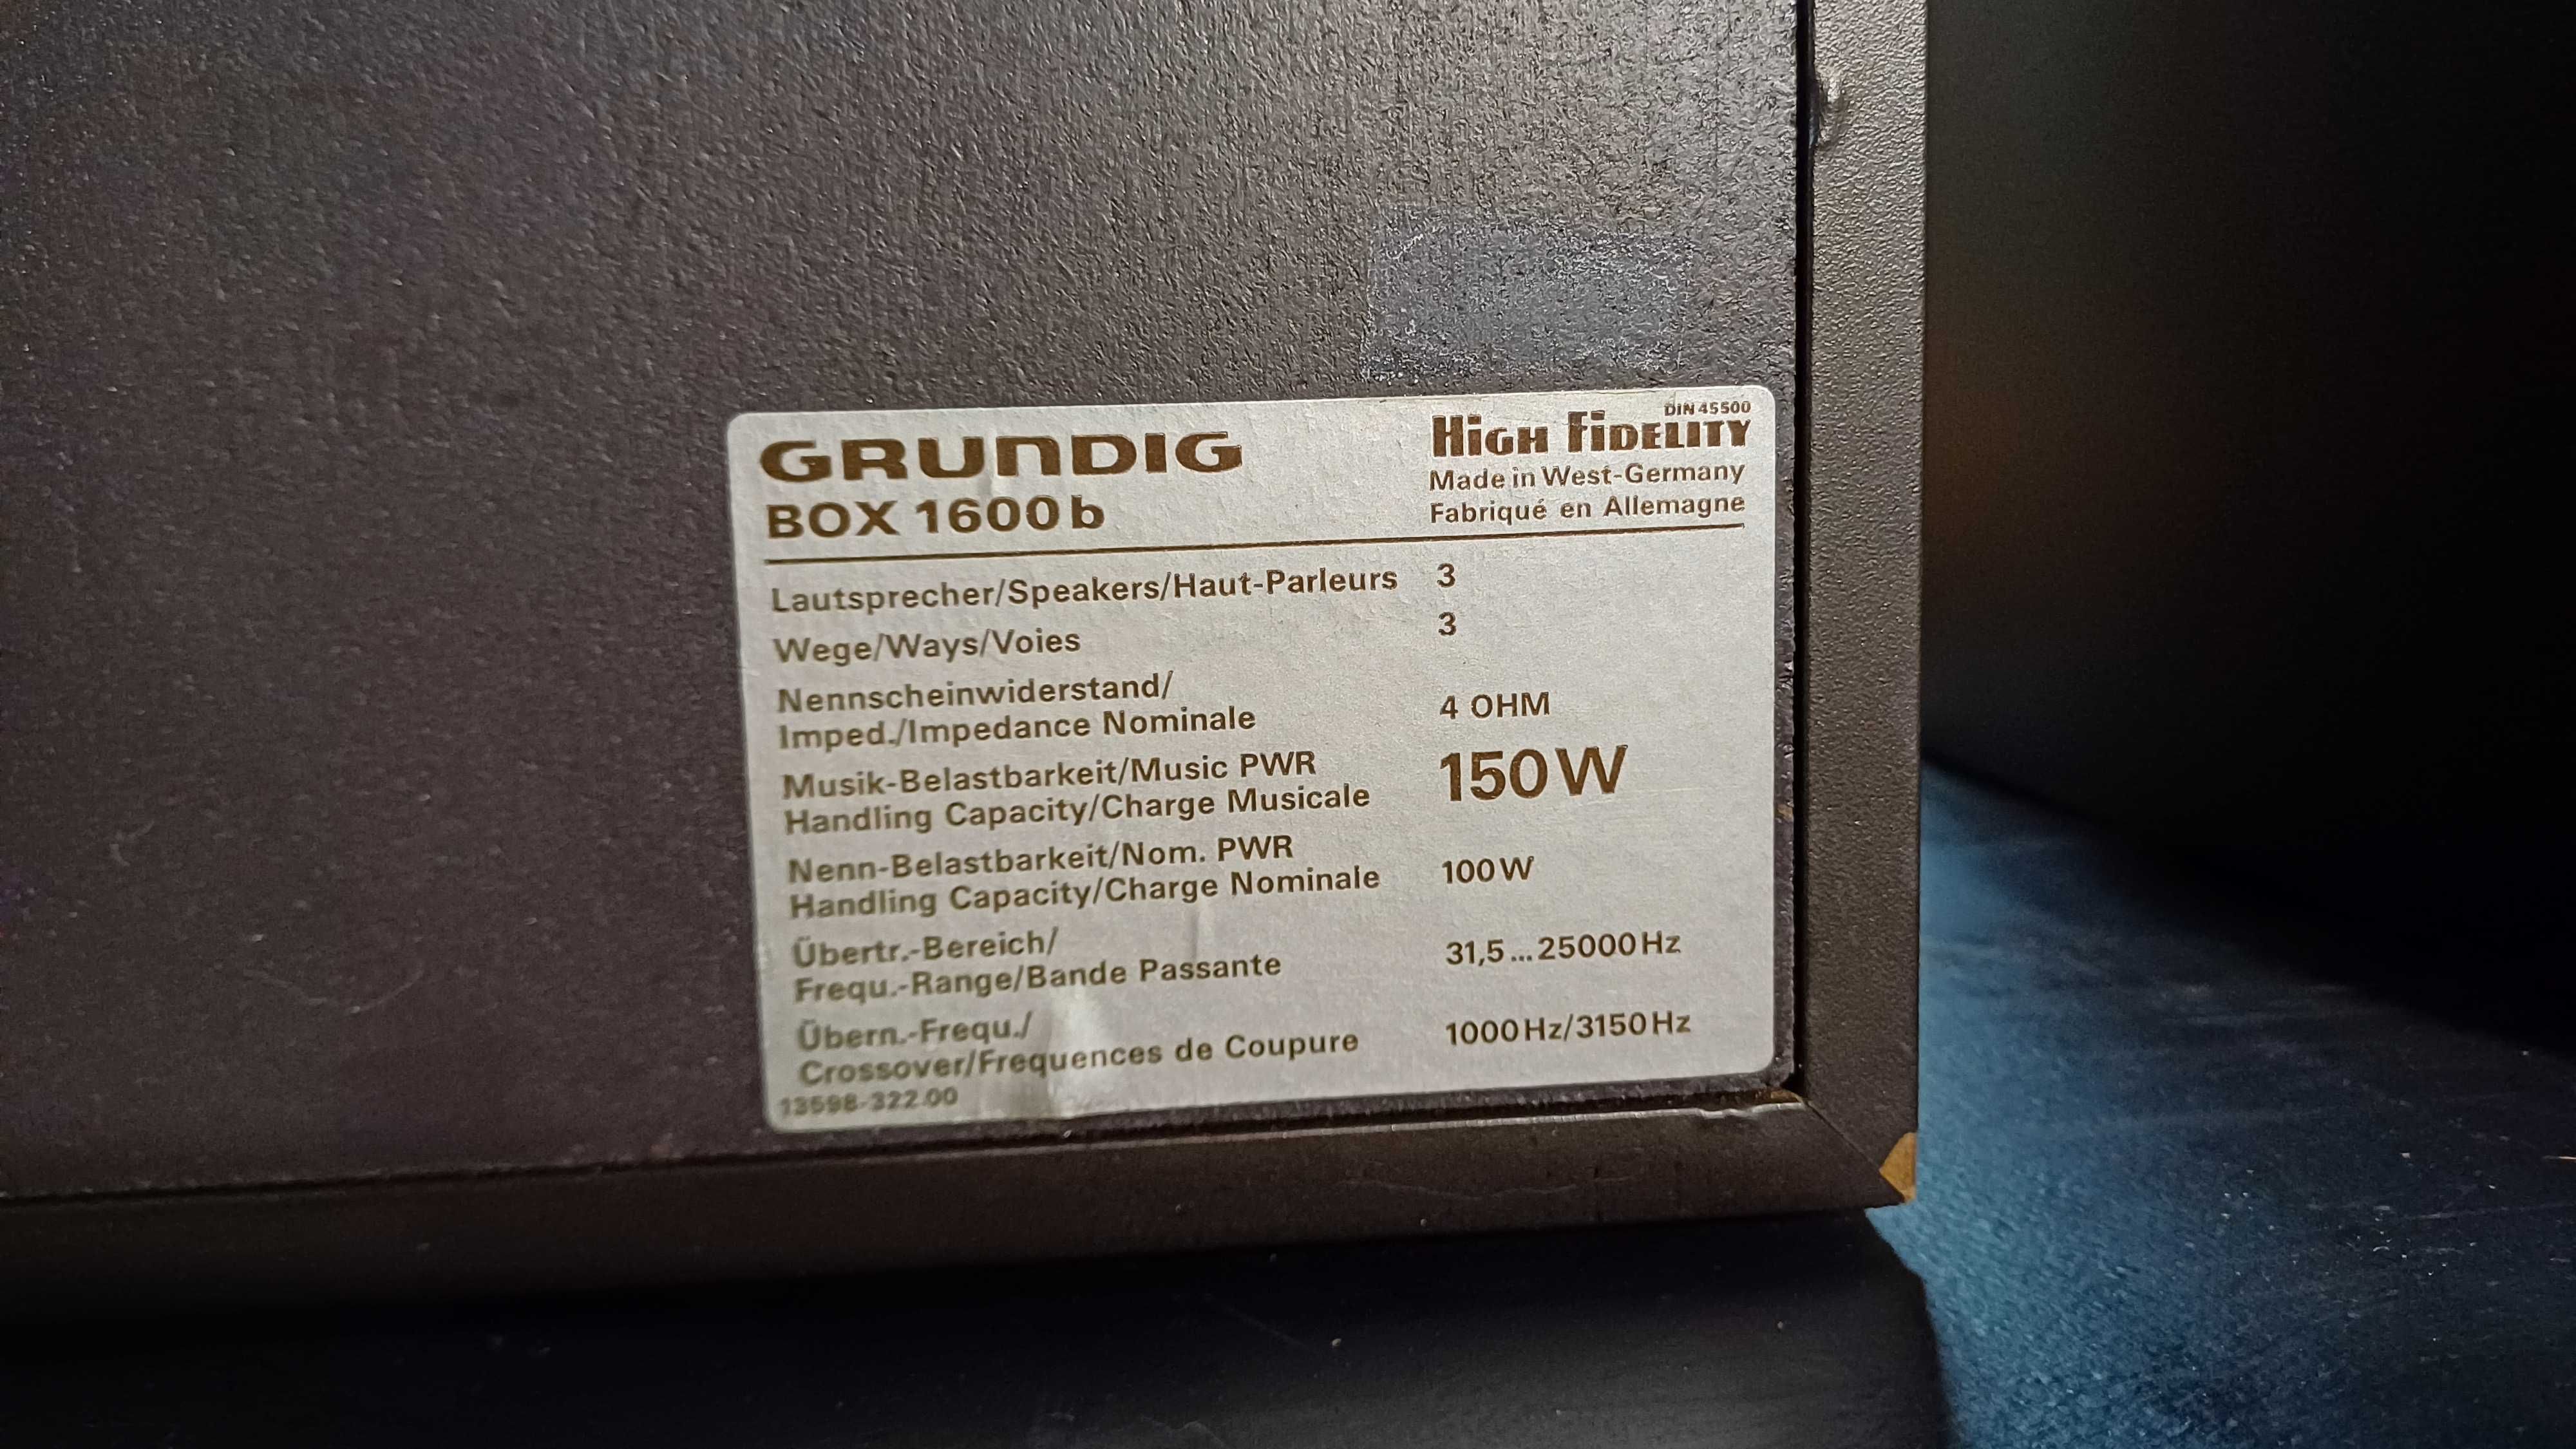 GRUNDIG
BOX 1600 b
DIN 45500
HiGH FiDELITY
Made in West-Germany
Fabriqué en Allemagne
Lautsprecher/Speakers/Haut-Parleurs 3
Wege/Ways/Voies 3
Nennscheinwiderstand/
Imped./Impedance Nominale 4 OHM
Musik-Belastbarkeit/Music PWR
Handling Capacity/Charge Musicale 150 W
Nenn-Belastbarkeit/Nom. PWR
Handling Capacity/Charge Nominale 100 W
Übertr.-Bereich/
Frequ.-Range/Bande Passante 31,5 ... 25000 Hz
Übern.-Frequ./
Crossover/Frequences de Coupure 1000 Hz/3150 Hz
13598-322.00